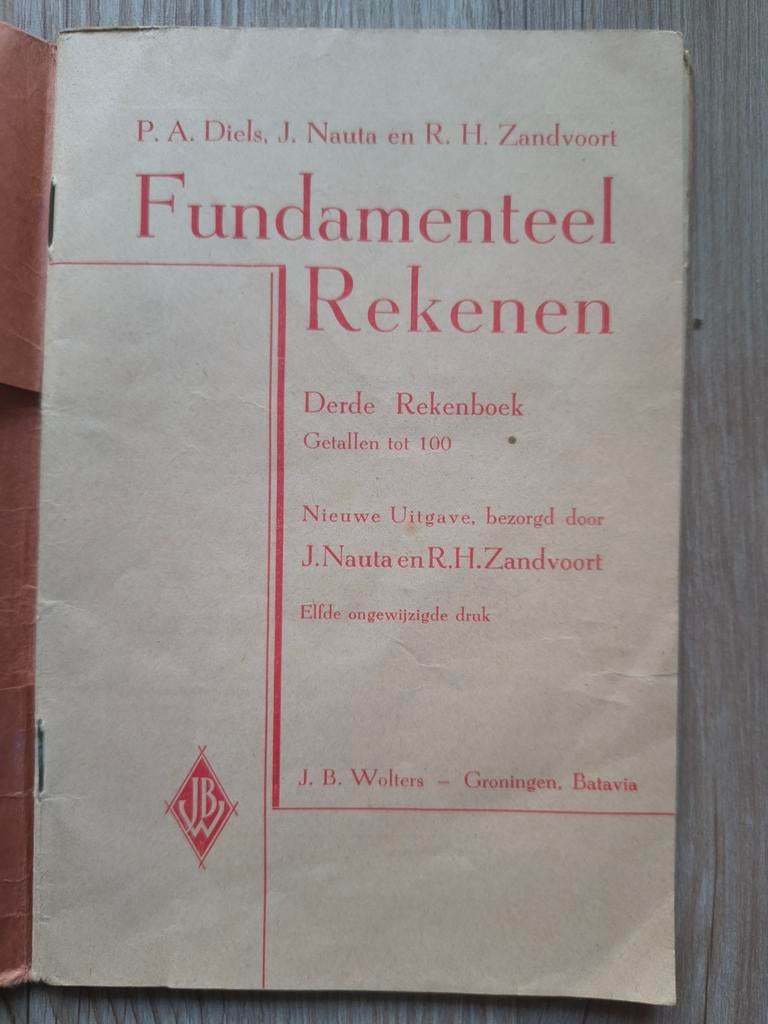 P. A. Diels, J. Nauta en R. H. Zandvoort
Fundamenteel
Rekenen
Derde Rekenboek
Getallen tot 100
Nieuwe Uitgave, bezorgd door
J. Nauta en R. H. Zandvoort
Elfde ongewijzigde druk
J. B. Wolters – Groningen, Batavia
JBW